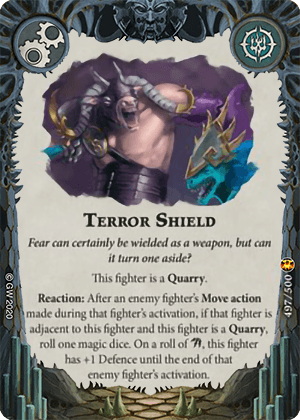 TERROR SHIELD
Fear can certainly be wielded as a weapon, but can
it turn one aside?
This fighter is a Quarry.
Reaction: After an enemy fighter's Move action
made during that fighter's activation, if that fighter is
adjacent to this fighter and this fighter is a Quarry,
roll one magic dice. On a roll of , this fighter
has +1 Defence until the end of that
enemy fighter's activation.
© GW 2020
497/500